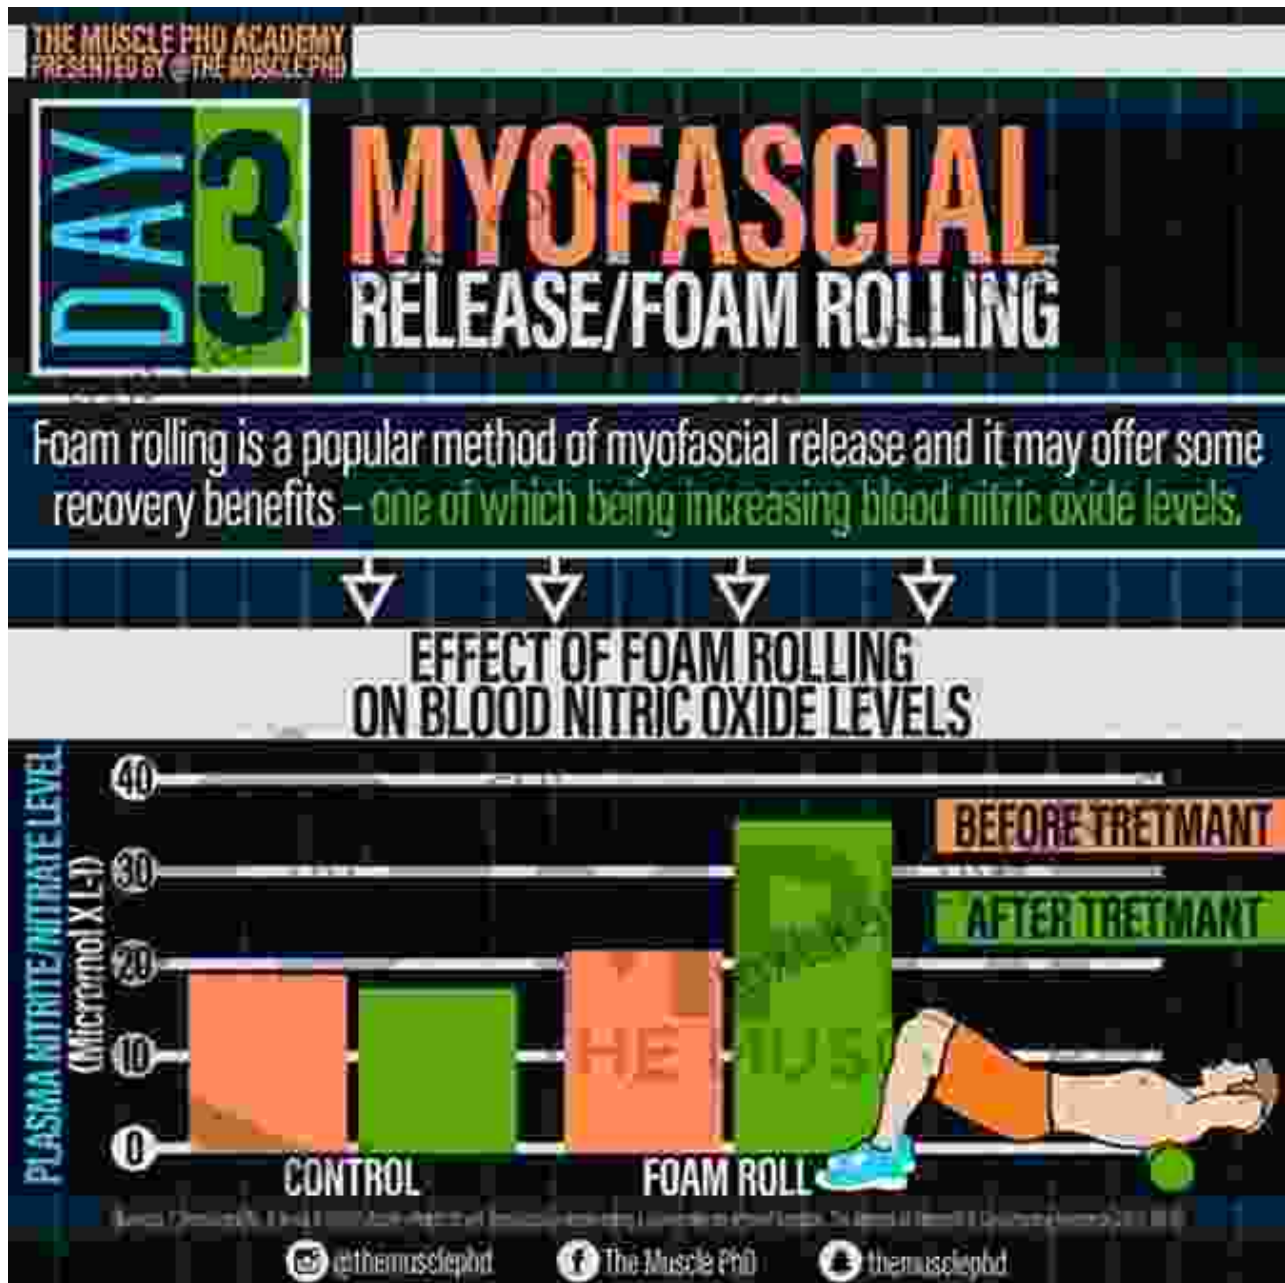 THE MUSCLE PHD ACADEMY
PRESENTED BY @THE MUSCLE PHD
DAY 3
MYOFASCIAL
RELEASE/FOAM ROLLING
Foam rolling is a popular method of myofascial release and it may offer some
recovery benefits – one of which being increasing blood nitric oxide levels.
EFFECT OF FOAM ROLLING
ON BLOOD NITRIC OXIDE LEVELS
PLASMA NITRITE/NITRATE LEVEL
(Micromol X L-1)
40
30
20
10
0
BEFORE TRETMANT
AFTER TRETMANT
HE MUS
CONTROL
FOAM ROLL
@themusclephd
The Muscle PhD
themusclephd